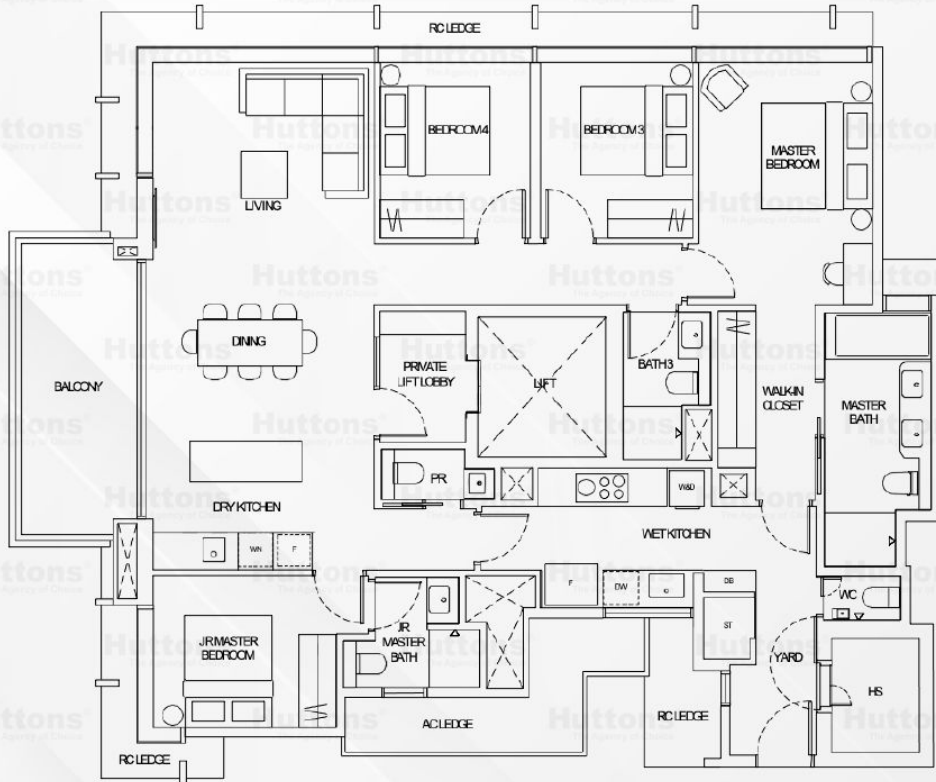 RC LEDGE
BEDROOM 4
BEDROOM 3
MASTER
BEDROOM
LIVING
DINING
BALCONY
PRIVATE
LIFT LOBBY
LIFT
BATH 3
WALK-IN
CLOSET
MASTER
BATH
PR
W&D
DRY KITCHEN
WET KITCHEN
WN
F
F
DW
DB
ST
WC
JR MASTER
BEDROOM
JR
MASTER
BATH
YARD
HS
AC LEDGE
RC LEDGE
RC LEDGE
Huttons
The Agency of Choice